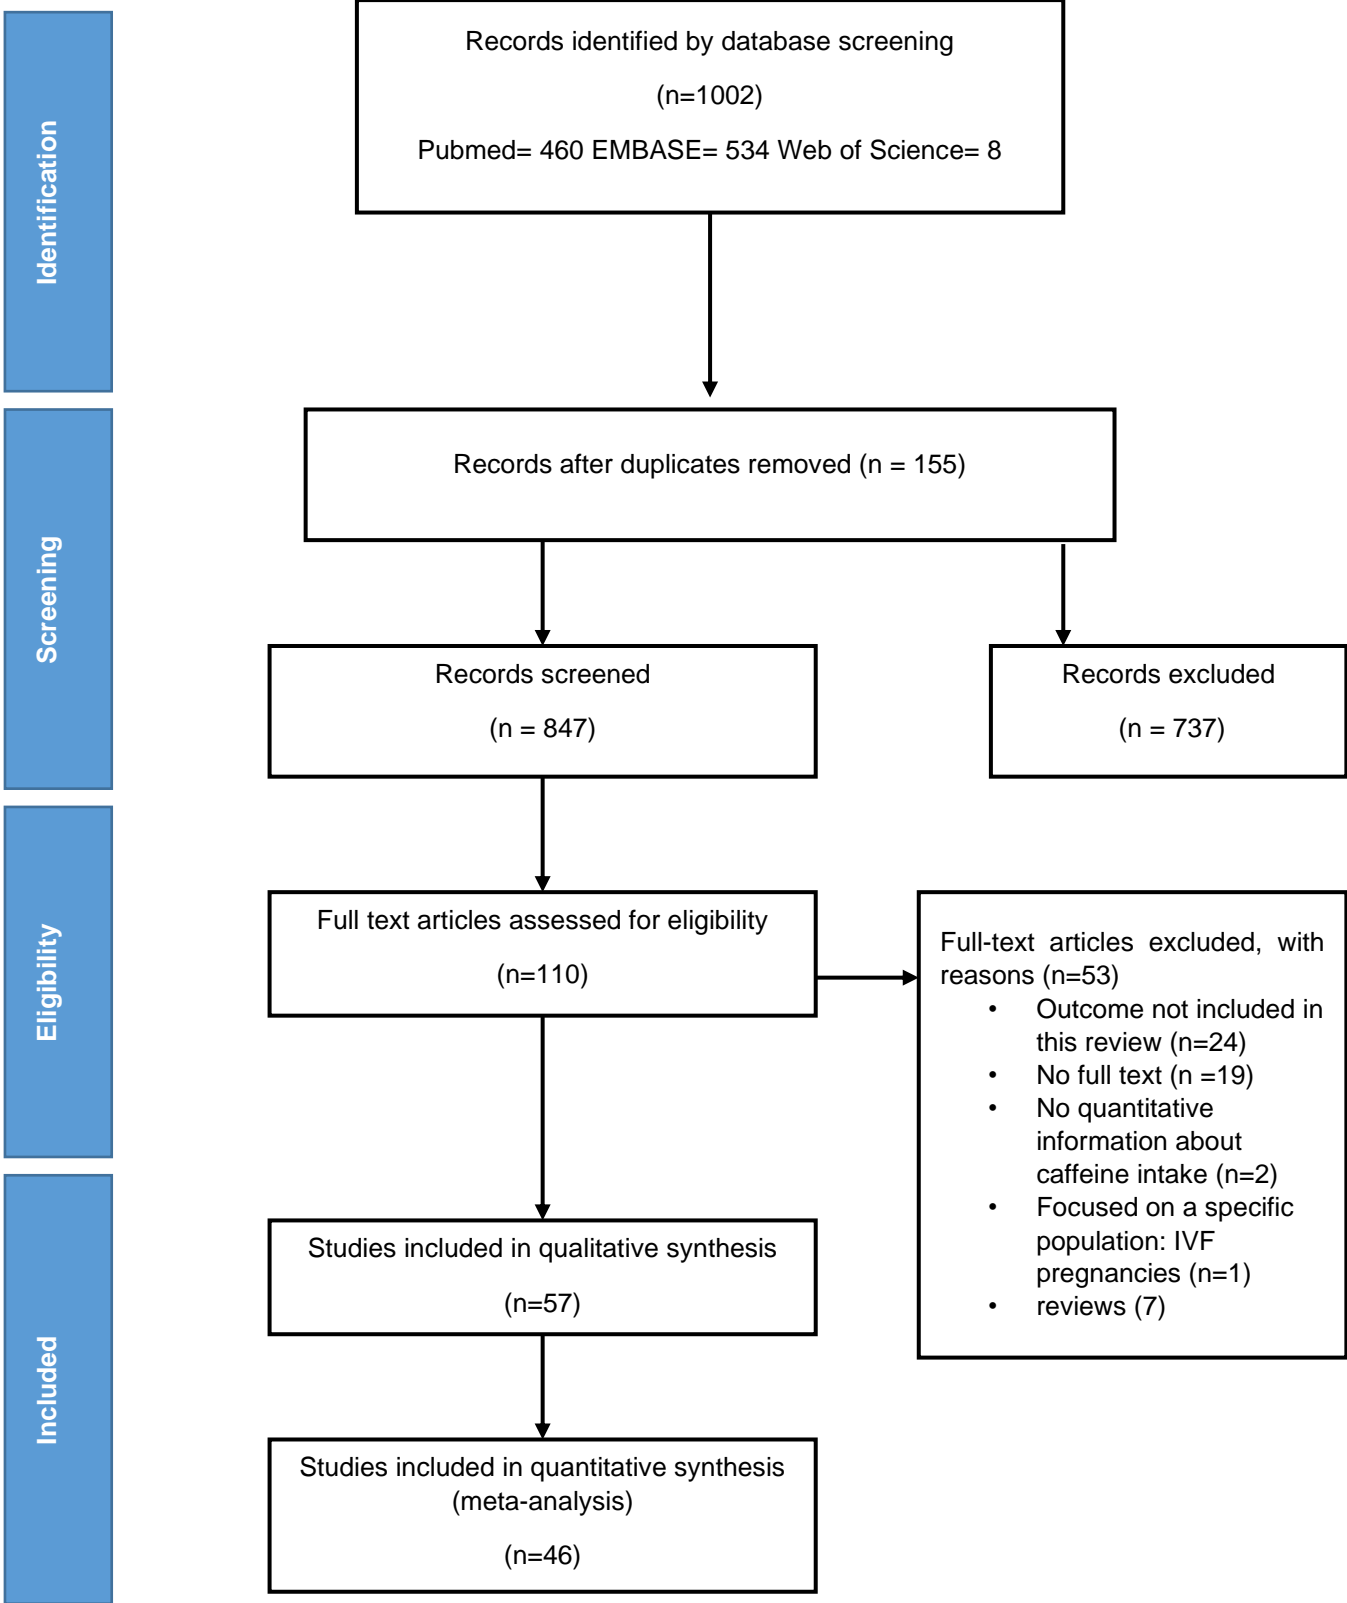 Identification
Records identified by database screening
(n=1002)
Pubmed= 460 EMBASE= 534 Web of Science= 8
Screening
Records after duplicates removed (n = 155)
Records screened
(n = 847)
Records excluded
(n = 737)
Eligibility
Full text articles assessed for eligibility
(n=110)
Full-text articles excluded, with
reasons (n=53)
• Outcome not included in
this review (n=24)
• No full text (n =19)
• No quantitative
information about
caffeine intake (n=2)
• Focused on a specific
population: IVF
pregnancies (n=1)
• reviews (7)
Included
Studies included in qualitative synthesis
(n=57)
Studies included in quantitative synthesis
(meta-analysis)
(n=46)